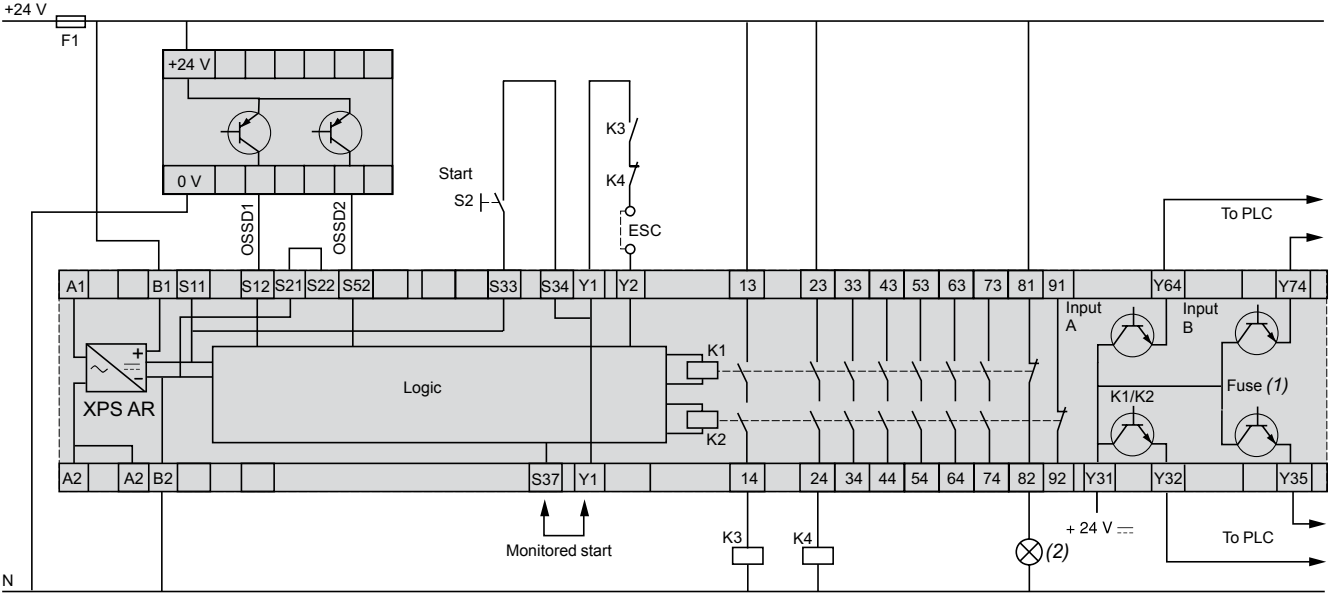 +24 V
F1
+24 V
0 V
OSSD1
OSSD2
Start
S2
K3
K4
ESC
To PLC
A1 B1 S11 S12 S21 S22 S52 S33 S34 Y1 Y2 13 23 33 43 53 63 73 81 91 Y64 Y74
Input
A
Input
B
+
-
XPS AR
Logic
K1
K2
K1/K2
Fuse (1)
A2 A2 B2 S37 Y1 14 24 34 44 54 64 74 82 92 Y31 Y32 Y35
Monitored start
K3
K4
(2)
+ 24 V
To PLC
N